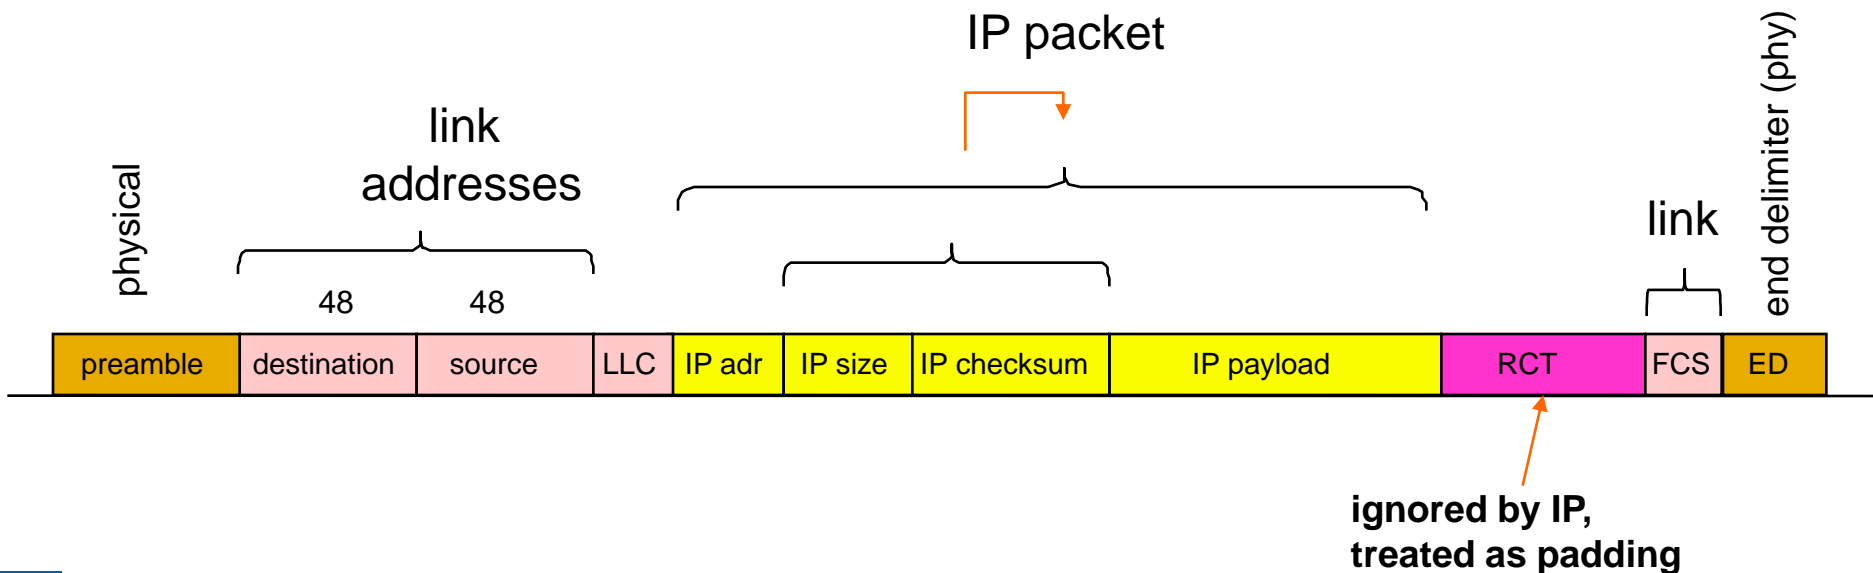 IP packet
link
addresses
physical
link
end delimiter (phy)
48 48
preamble destination source LLC IP adr IP size IP checksum IP payload RCT FCS ED
ignored by IP,
treated as padding